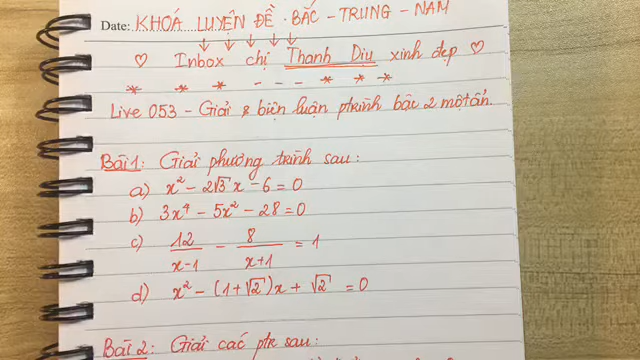 Date: KHOÁ LUYỆN ĐỀ . BẮC - TRUNG - NAM
♡ Inbox chị Thanh Dịu xinh đẹp ♡
* * * - - - * * *
Live 053 - Giải & biện luận ptrình bậc 2 một ẩn.
Bài 1: Giải phương trình sau:
a) x² - 2√3 x - 6 = 0
b) 3x⁴ - 5x² - 28 = 0
c) 12/(x-1) - 8/(x+1) = 1
d) x² - (1+√2)x + √2 = 0
Bài 2: Giải các ptr sau: